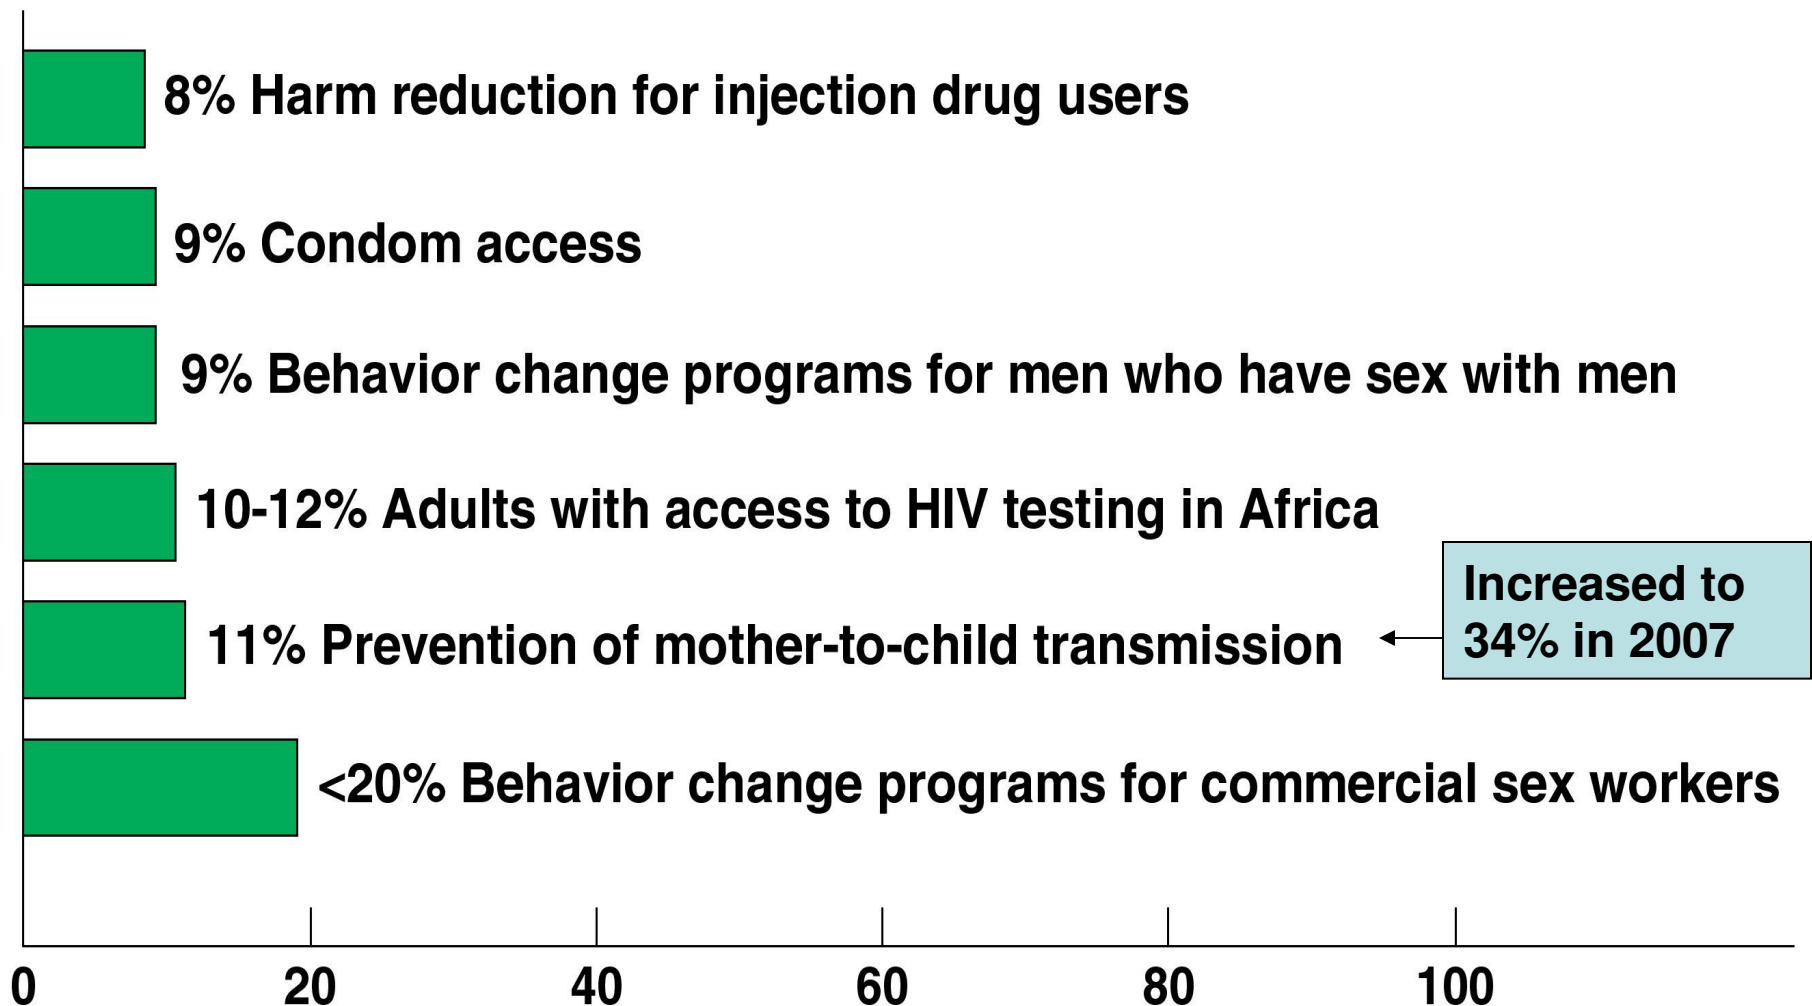 8% Harm reduction for injection drug users
9% Condom access
9% Behavior change programs for men who have sex with men
10-12% Adults with access to HIV testing in Africa
Increased to
34% in 2007
11% Prevention of mother-to-child transmission
<20% Behavior change programs for commercial sex workers
0 20 40 60 80 100